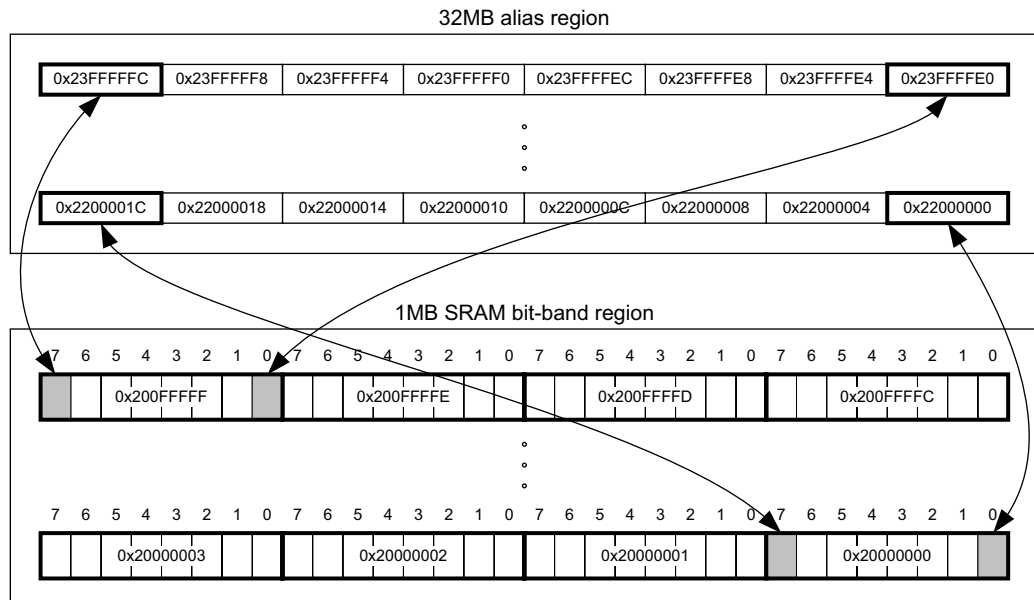 32MB alias region
0x23FFFFFC 0x23FFFFF8 0x23FFFFF4 0x23FFFFF0 0x23FFFFEC 0x23FFFFE8 0x23FFFFE4 0x23FFFFE0
0x2200001C 0x22000018 0x22000014 0x22000010 0x2200000C 0x22000008 0x22000004 0x22000000
1MB SRAM bit-band region
7 6 5 4 3 2 1 0 7 6 5 4 3 2 1 0 7 6 5 4 3 2 1 0 7 6 5 4 3 2 1 0
0x200FFFFF 0x200FFFFE 0x200FFFFD 0x200FFFFC
7 6 5 4 3 2 1 0 7 6 5 4 3 2 1 0 7 6 5 4 3 2 1 0 7 6 5 4 3 2 1 0
0x20000003 0x20000002 0x20000001 0x20000000